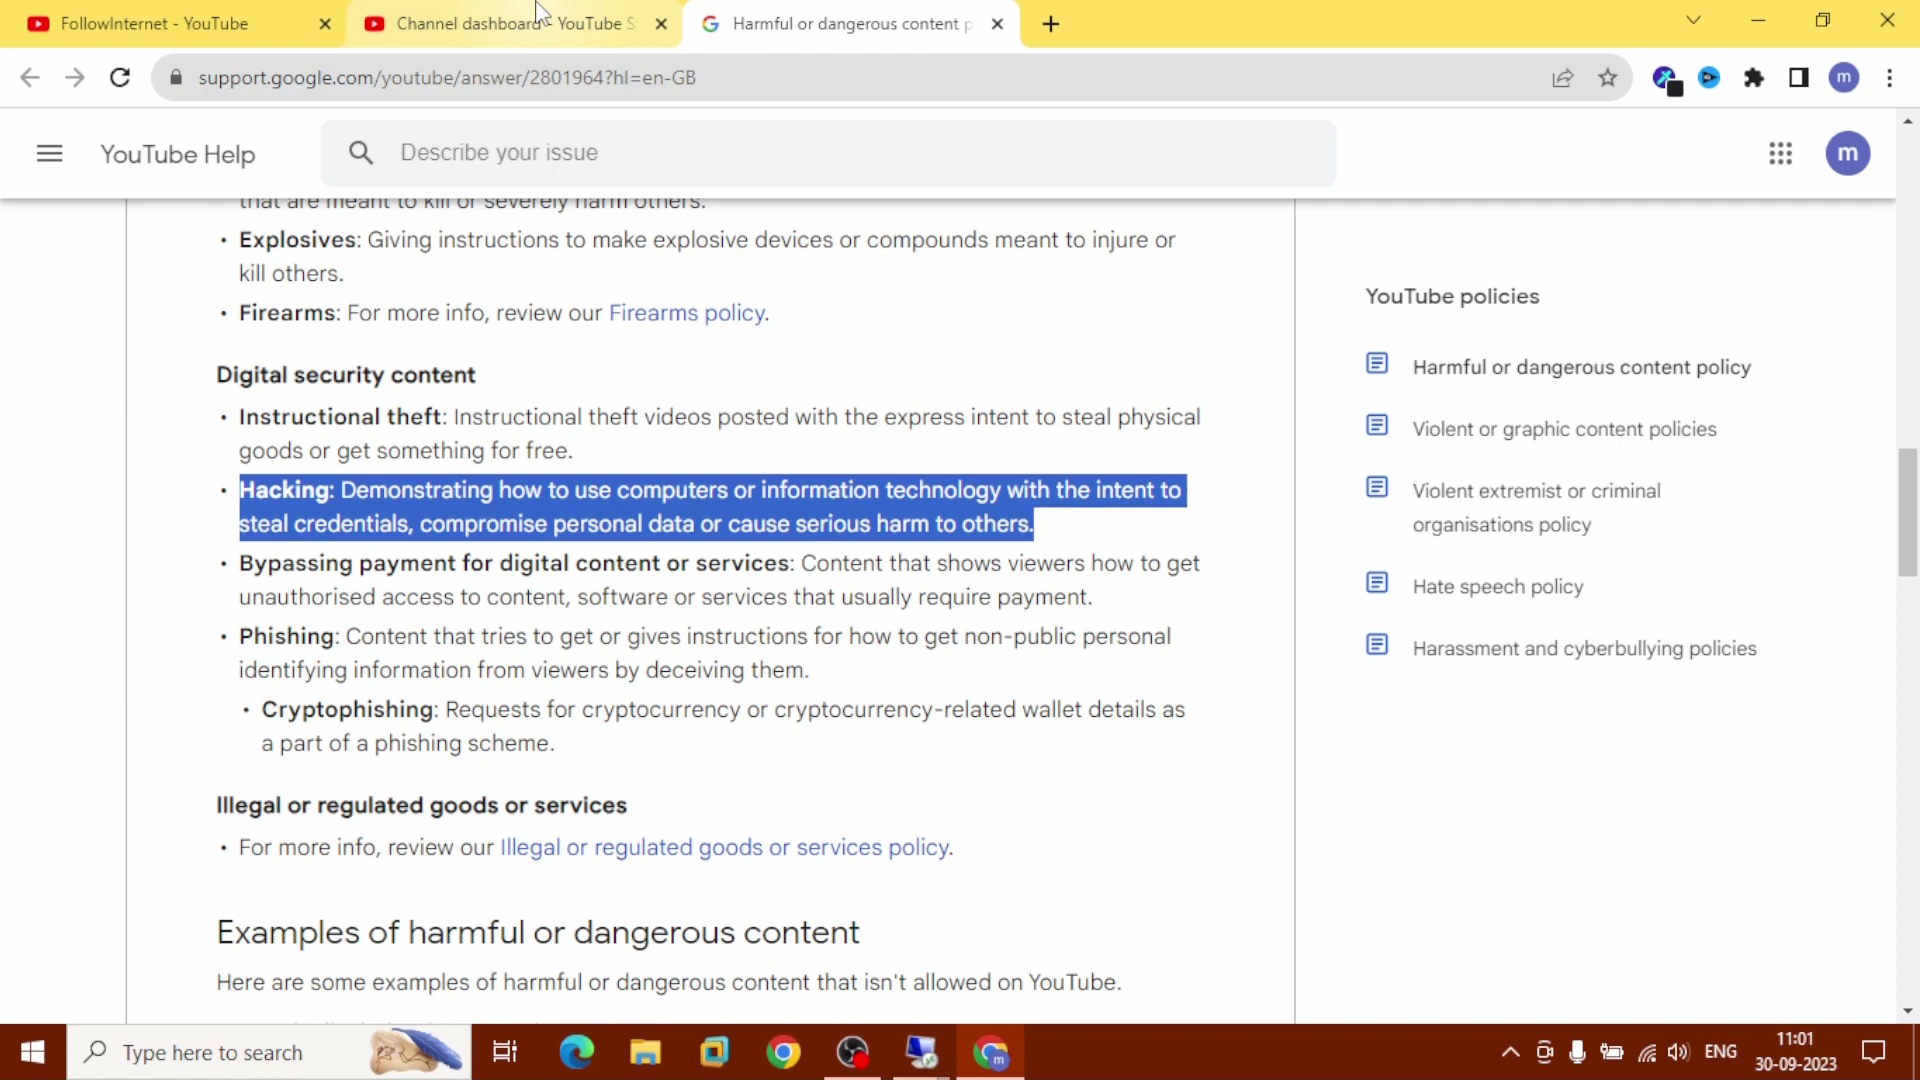 FollowInternet - YouTube
Channel dashboard - YouTube S
Harmful or dangerous content p
support.google.com/youtube/answer/2801964?hl=en-GB
m
YouTube Help
Describe your issue
m
that are meant to kill or severely harm others.
• Explosives: Giving instructions to make explosive devices or compounds meant to injure or
kill others.
• Firearms: For more info, review our Firearms policy.
Digital security content
• Instructional theft: Instructional theft videos posted with the express intent to steal physical
goods or get something for free.
• Hacking: Demonstrating how to use computers or information technology with the intent to
steal credentials, compromise personal data or cause serious harm to others.
• Bypassing payment for digital content or services: Content that shows viewers how to get
unauthorised access to content, software or services that usually require payment.
• Phishing: Content that tries to get or gives instructions for how to get non-public personal
identifying information from viewers by deceiving them.
• Cryptophishing: Requests for cryptocurrency or cryptocurrency-related wallet details as
a part of a phishing scheme.
Illegal or regulated goods or services
• For more info, review our Illegal or regulated goods or services policy.
Examples of harmful or dangerous content
Here are some examples of harmful or dangerous content that isn't allowed on YouTube.
YouTube policies
Harmful or dangerous content policy
Violent or graphic content policies
Violent extremist or criminal
organisations policy
Hate speech policy
Harassment and cyberbullying policies
Type here to search
m
ENG
11:01
30-09-2023